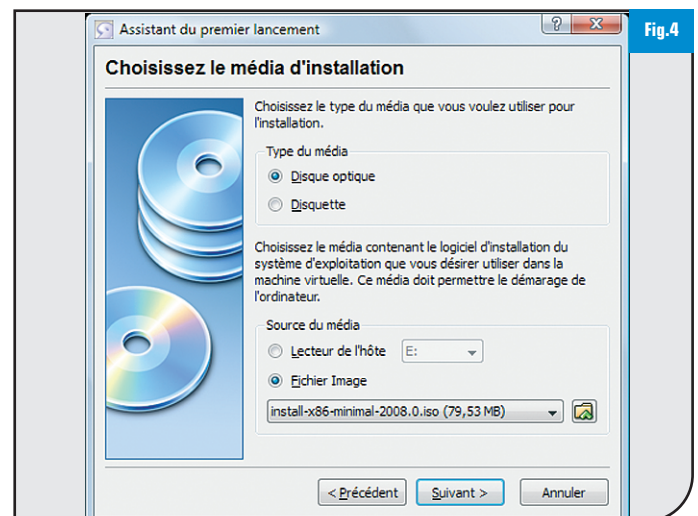 Assistant du premier lancement
Fig.4
Choisissez le média d'installation
Choisissez le type du média que vous voulez utiliser pour
l'installation.
Type du média
Disque optique
Disquette
Choisissez le média contenant le logiciel d'installation du
système d'exploitation que vous désirer utiliser dans la
machine virtuelle. Ce média doit permettre le démarage de
l'ordinateur.
Source du média
Lecteur de l'hôte E:
Fichier Image
install-x86-minimal-2008.0.iso (79,53 MB)
< Précédent Suivant > Annuler